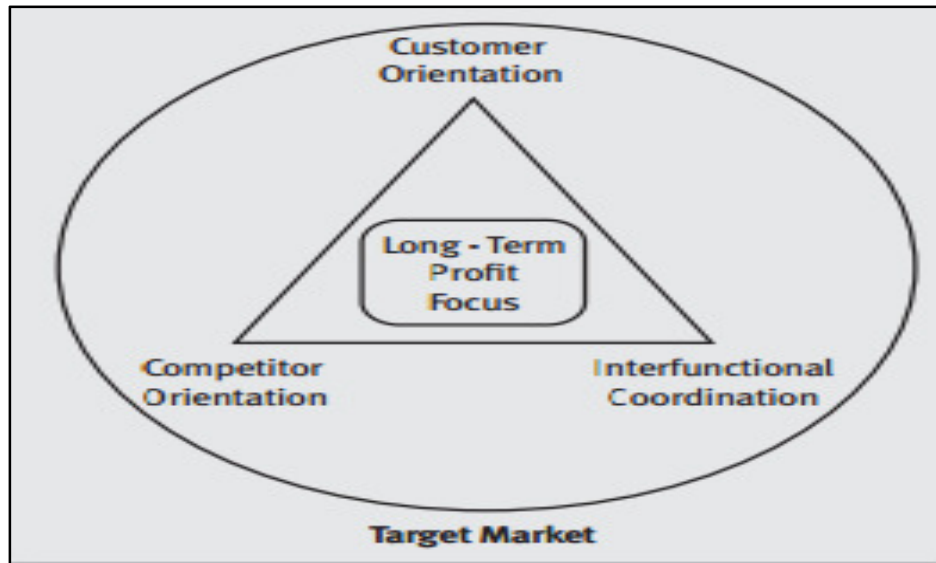 Customer
Orientation
Long - Term
Profit
Focus
Competitor
Orientation
Interfunctional
Coordination
Target Market